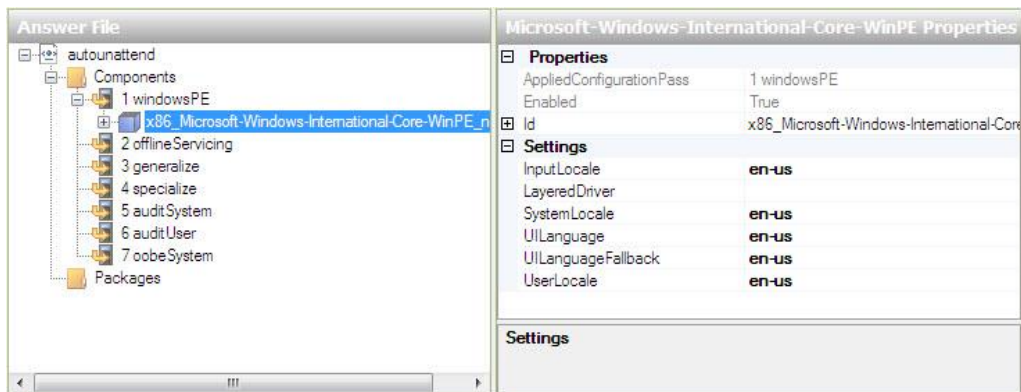 Answer File
autounattend
Components
1 windowsPE
x86_Microsoft-Windows-International-Core-WinPE_n
2 offlineServicing
3 generalize
4 specialize
5 auditSystem
6 auditUser
7 oobeSystem
Packages
Microsoft-Windows-International-Core-WinPE Properties
Properties
AppliedConfigurationPass 1 windowsPE
Enabled True
Id x86_Microsoft-Windows-International-Core
Settings
InputLocale en-us
LayeredDriver
SystemLocale en-us
UILanguage en-us
UILanguageFallback en-us
UserLocale en-us
Settings